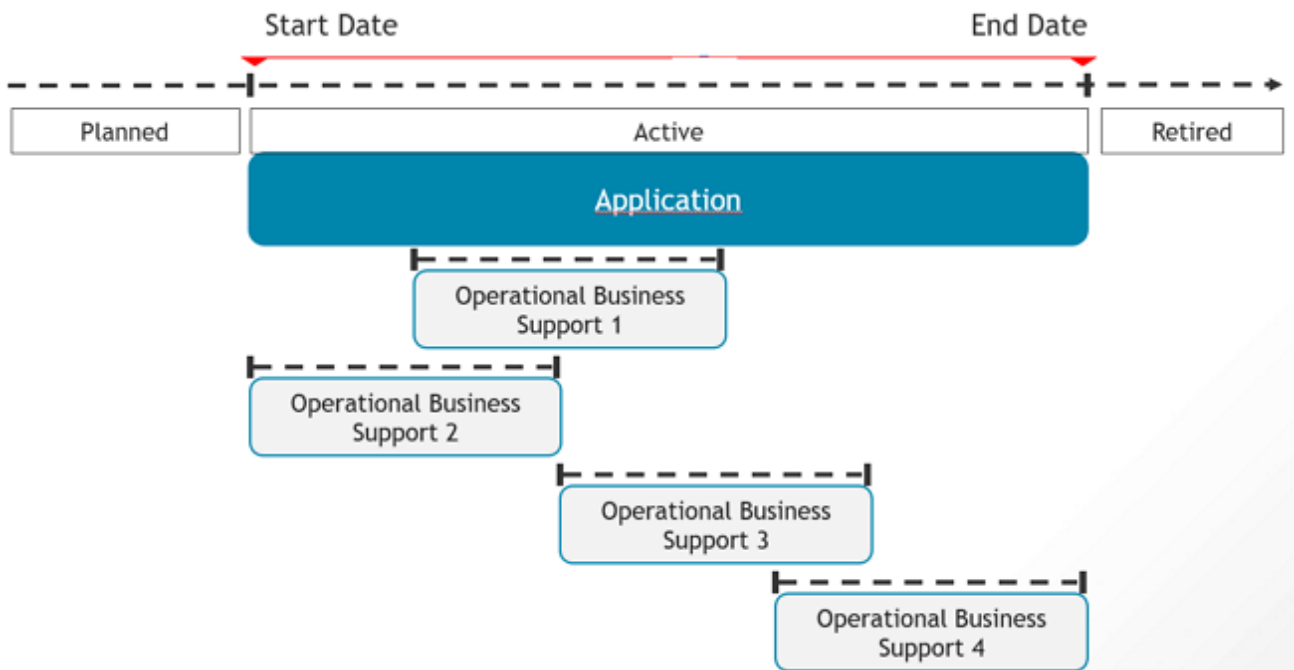 Start Date
End Date
Planned
Active
Retired
Application
Operational Business
Support 1
Operational Business
Support 2
Operational Business
Support 3
Operational Business
Support 4